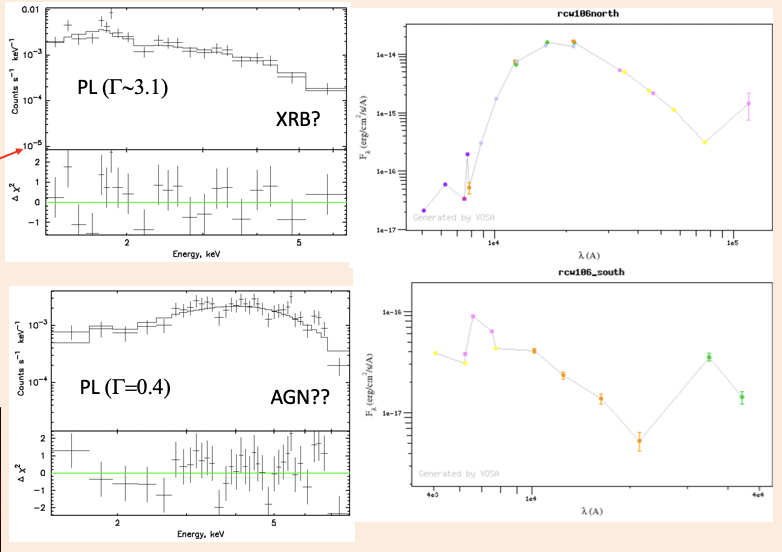 0.01
10⁻³
10⁻⁴
10⁻⁵
Counts s⁻¹ keV⁻¹
PL (Γ~3.1)
XRB?
2
1
0
−1
Δ χ²
2
5
Energy, keV
rcw106north
1e-14
1e-15
1e-16
1e-17
F_λ (erg/cm²/s/A)
Generated by VOSA
1e4
1e5
λ (A)
10⁻³
10⁻⁴
Counts s⁻¹ keV⁻¹
PL (Γ=0.4)
AGN??
2
1
0
−1
−2
Δ χ²
2
5
Energy, keV
rcw106_south
1e-16
1e-17
F_λ (erg/cm²/s/A)
Generated by VOSA
4e3
1e4
4e4
λ (A)